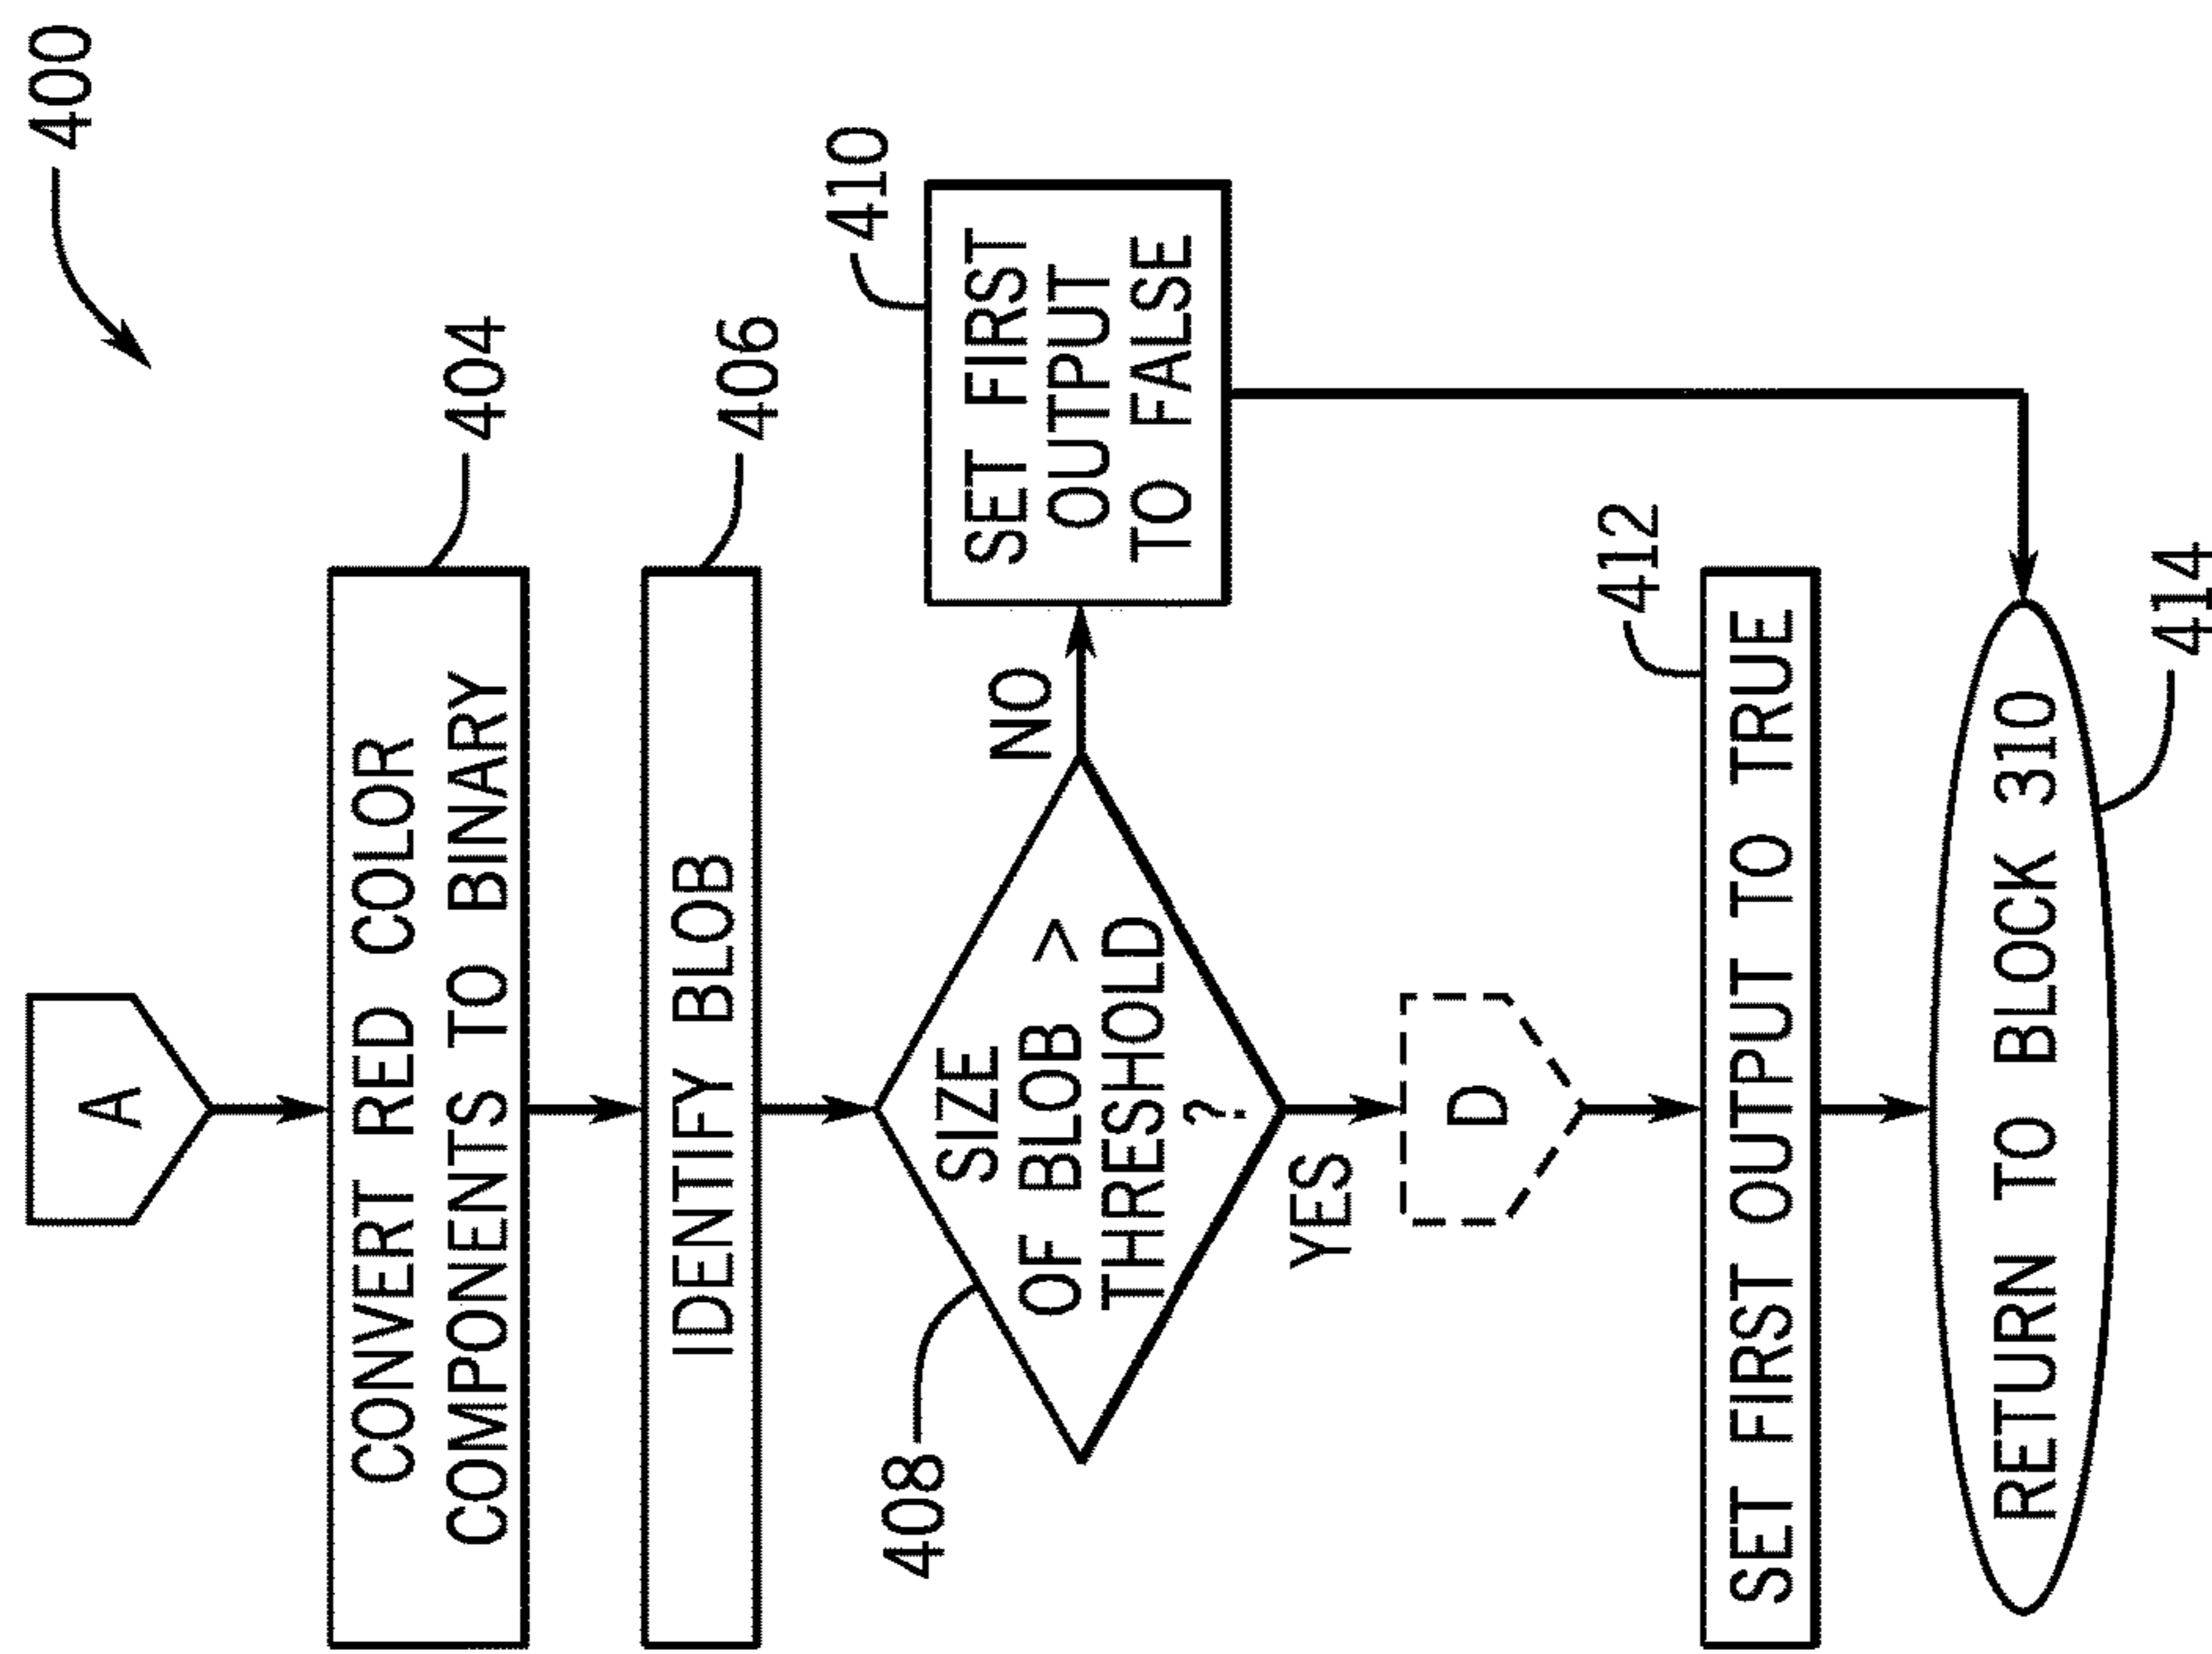 400
A
404
CONVERT RED COLOR
COMPONENTS TO BINARY
406
IDENTIFY BLOB
408
SIZE
OF BLOB >
THRESHOLD
?
NO
410
SET FIRST
OUTPUT
TO FALSE
YES
D
412
SET FIRST OUTPUT TO TRUE
RETURN TO BLOCK 310
414